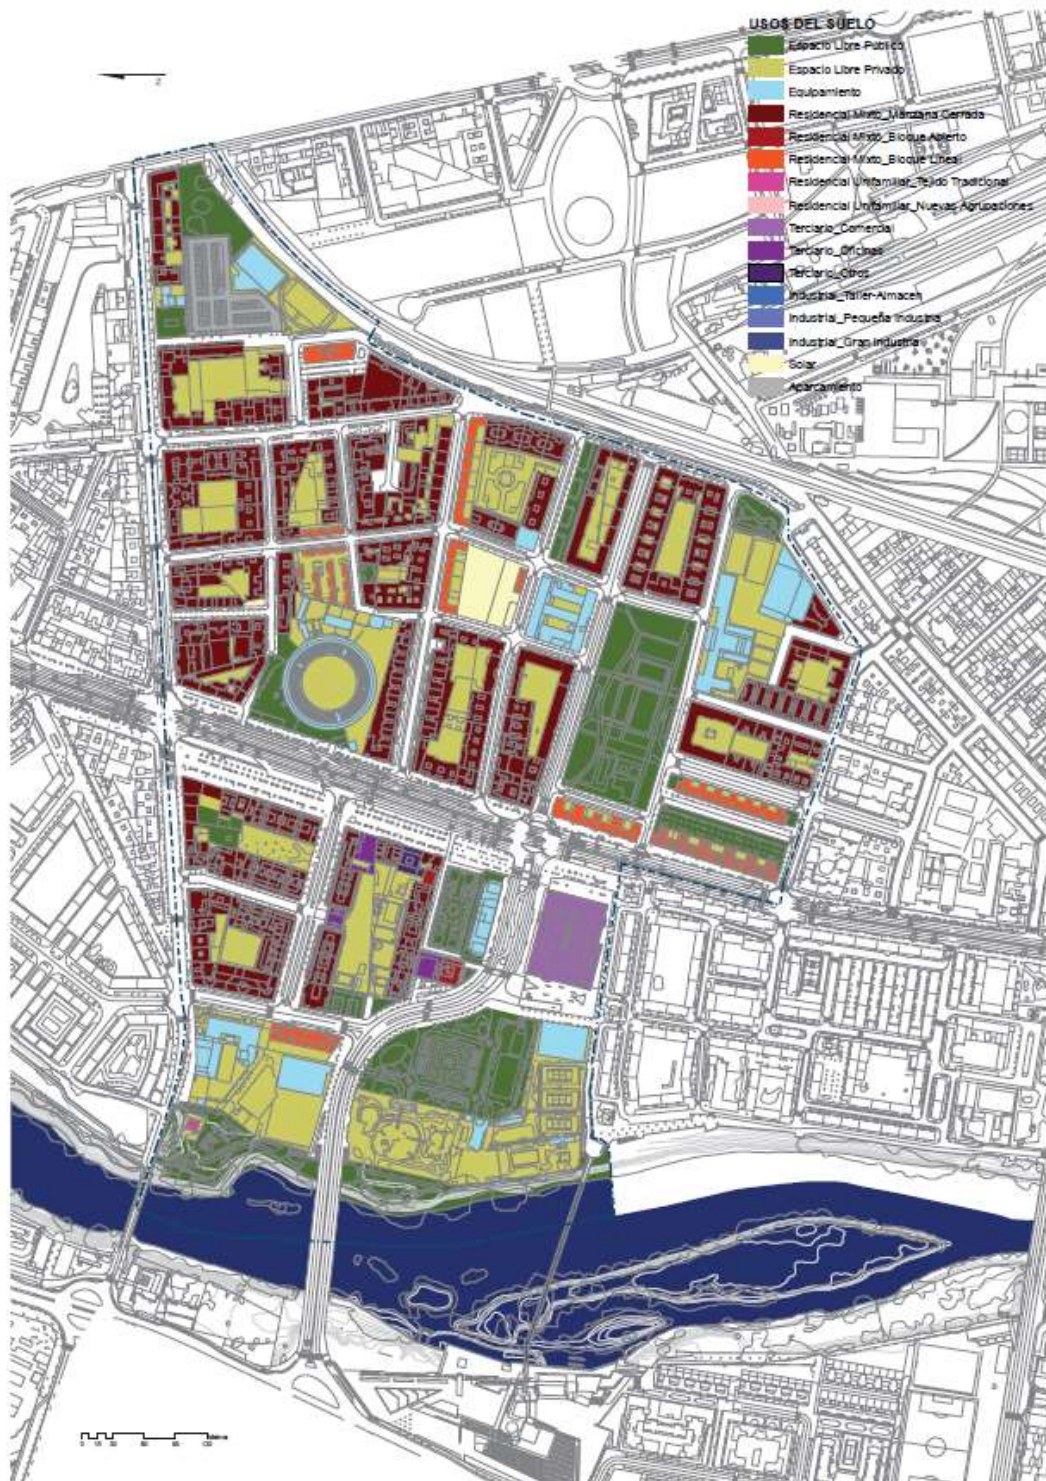 USOS DEL SUELO
Espacio Libre Público
Espacio Libre Privado
Equipamiento
Residencial Mixto_Manzana Cerrada
Residencial Mixto_Bloque Abierto
Residencial Mixto_Bloque Lineal
Residencial Unifamiliar_Tejido Tradicional
Residencial Unifamiliar_Nuevas Agrupaciones
Terciario_Comercial
Terciario_Oficinas
Terciario_Otros
Industrial_Taller-Almacen
Industrial_Pequeña Industria
Industrial_Gran Industria
Solar
Aparcamiento